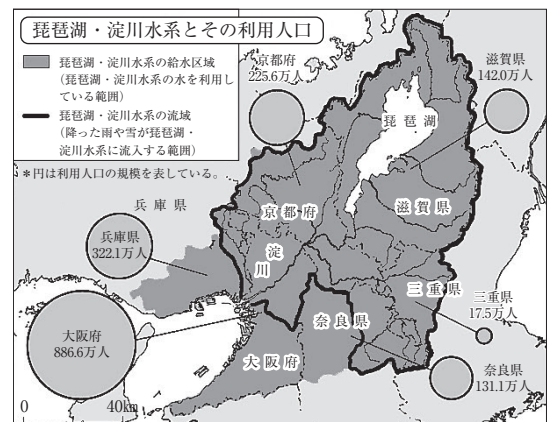 琵琶湖・淀川水系とその利用人口
琵琶湖・淀川水系の給水区域
（琵琶湖・淀川水系の水を利用し
ている範囲）
琵琶湖・淀川水系の流域
（降った雨や雪が琵琶湖・
淀川水系に流入する範囲）
＊円は利用人口の規模を表している。
京都府
225.6万人
滋賀県
142.0万人
琵琶湖
兵庫県
京都府
滋賀県
兵庫県
322.1万人
淀川
三重県
三重県
17.5万人
大阪府
886.6万人
奈良県
大阪府
奈良県
131.1万人
0 40km